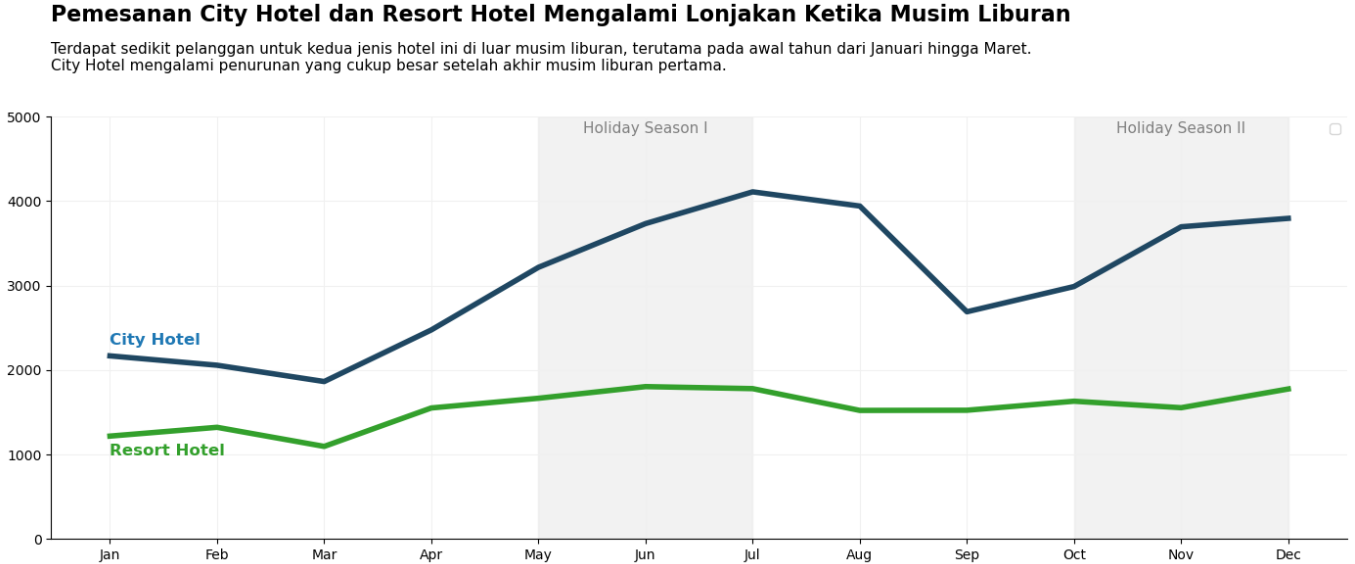 Pemesanan City Hotel dan Resort Hotel Mengalami Lonjakan Ketika Musim Liburan
Terdapat sedikit pelanggan untuk kedua jenis hotel ini di luar musim liburan, terutama pada awal tahun dari Januari hingga Maret.
City Hotel mengalami penurunan yang cukup besar setelah akhir musim liburan pertama.
5000
Holiday Season I
Holiday Season II
4000
3000
City Hotel
2000
Resort Hotel
1000
0
Jan Feb Mar Apr May Jun Jul Aug Sep Oct Nov Dec